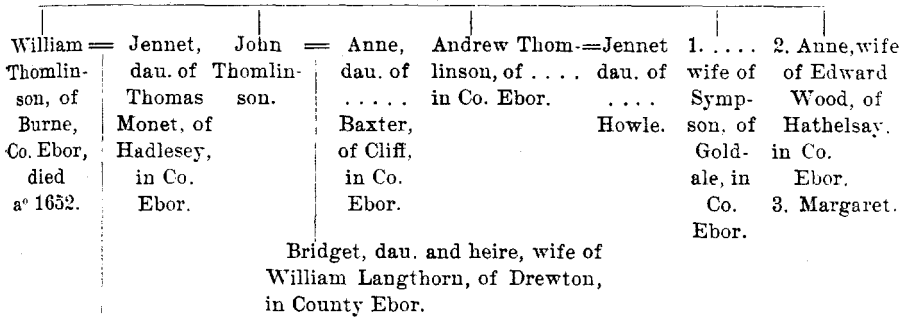 William =
Thomlin-
son, of
Burne,
Co. Ebor,
died
aº 1652.
Jennet,
dau. of
Thomas
Monet, of
Hadlesey,
in Co.
Ebor.
John =
Thomlin-
son.
Anne,
dau. of
. . . . .
Baxter,
of Cliff,
in Co.
Ebor.
Andrew Thom-=
linson, of . . . .
in Co. Ebor.
Jennet
dau. of
. . . .
Howle.
1. . . . . .
wife of
Symp-
son, of
Gold-
ale, in
Co.
Ebor.
2. Anne, wife
of Edward
Wood, of
Hathelsay,
in Co.
Ebor.
3. Margaret.
Bridget, dau. and heire, wife of
William Langthorn, of Drewton,
in County Ebor.